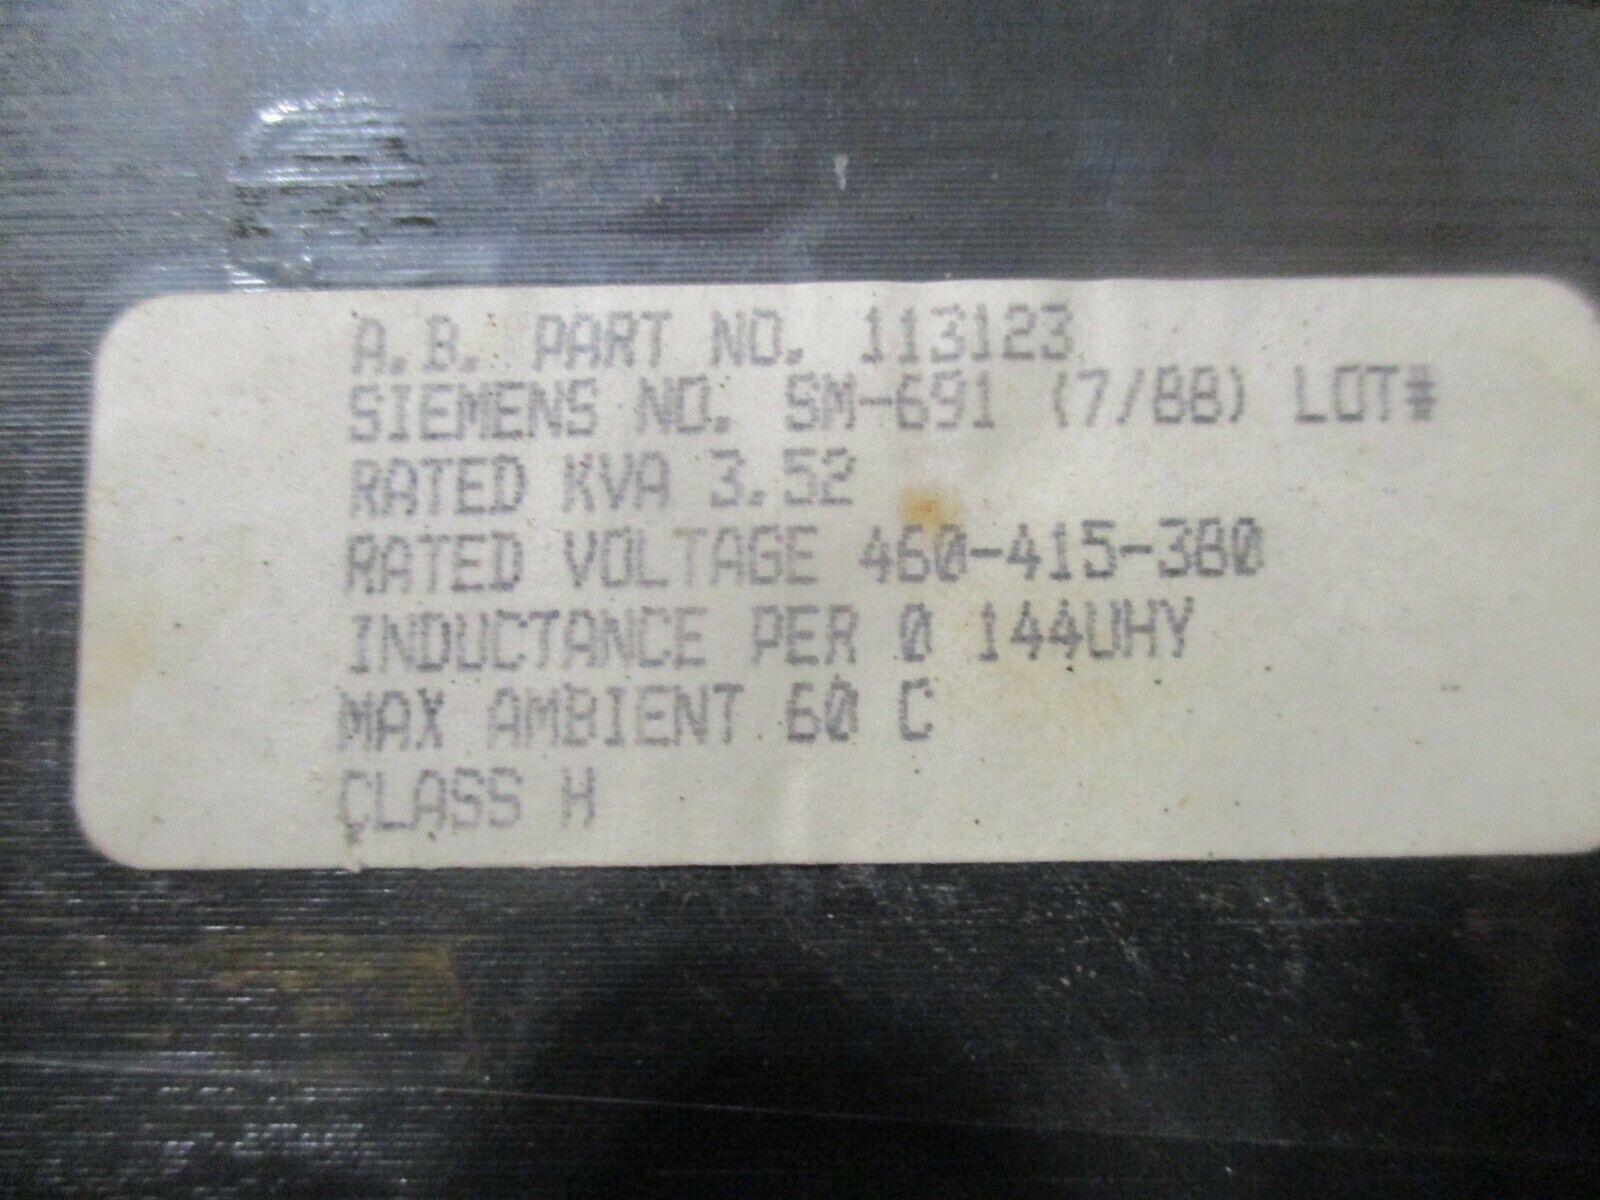 A.B. PART NO. 113123
SIEMENS NO. SM-691 (7/88) LOT#
RATED KVA 3.52
RATED VOLTAGE 460-415-380
INDUCTANCE PER Ø 144UHY
MAX AMBIENT 60 C
CLASS H